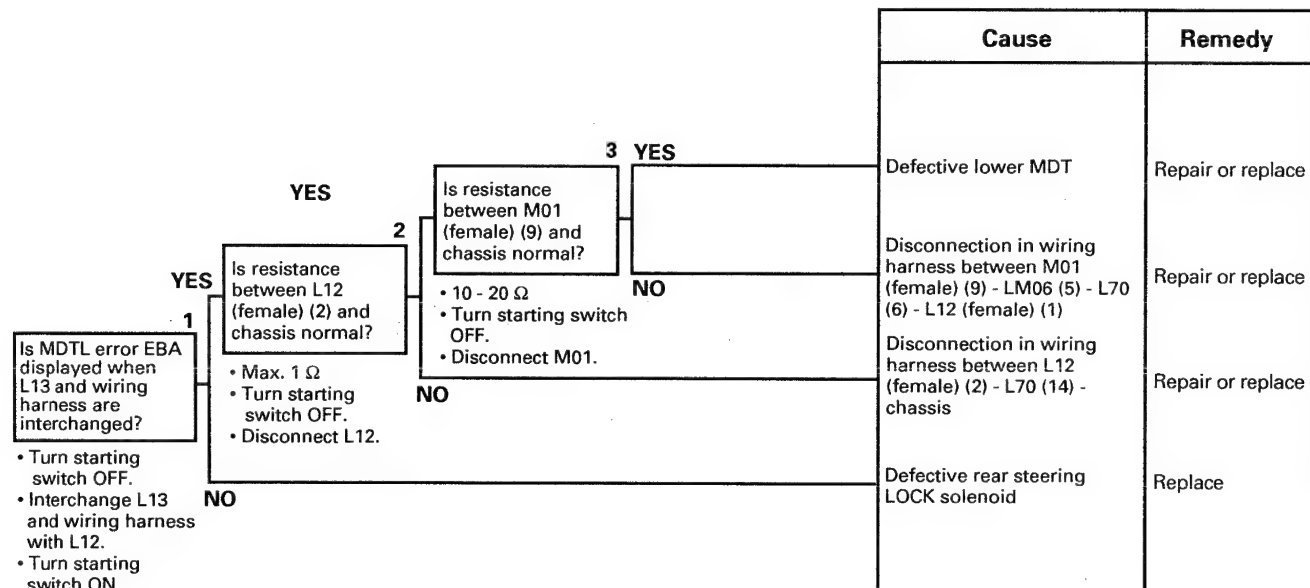 Cause
Remedy
3 YES
YES
Is resistance
between M01
(female) (9) and
chassis normal?
Defective lower MDT
Repair or replace
2
Is resistance
between L12
(female) (2) and
chassis normal?
• 10 - 20 Ω
• Turn starting switch
OFF.
• Disconnect M01.
NO
Disconnection in wiring
harness between M01
(female) (9) - LM06 (5) - L70
(6) - L12 (female) (1)
Repair or replace
YES
1
Is MDTL error EBA
displayed when
L13 and wiring
harness are
interchanged?
• Max. 1 Ω
• Turn starting
switch OFF.
• Disconnect L12.
NO
Disconnection in wiring
harness between L12
(female) (2) - L70 (14) -
chassis
Repair or replace
• Turn starting
switch OFF.
• Interchange L13
and wiring harness
with L12.
• Turn starting
switch ON.
NO
Defective rear steering
LOCK solenoid
Replace